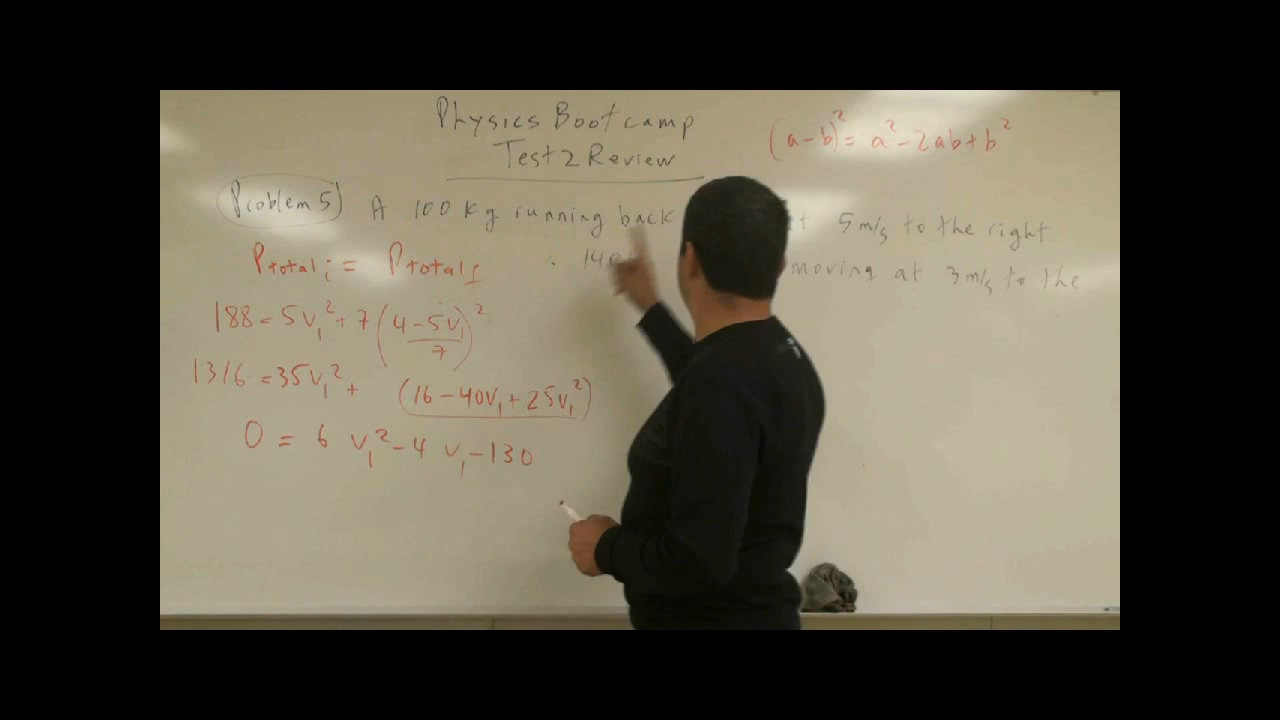 Physics Bootcamp
Test 2 Review
(a-b)² = a² - 2ab + b²
Problem 5) A 100 kg running back 5 m/s to the right
moving at 3 m/s to the
Ptotal i = Ptotal f
188 = 5v₁² + 7 ((4 - 5v₁)/7)²
1316 = 35v₁² + (16 - 40v₁ + 25v₁²)
0 = 6 v₁² - 4 v₁ - 130